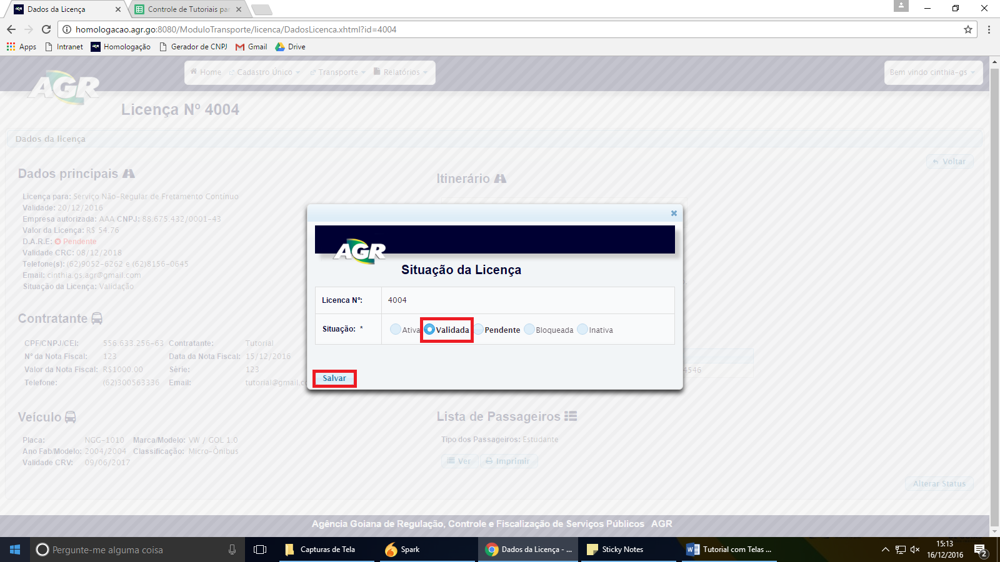 Dados da Licença
Controle de Tutoriais pa
homologacao.agr.go:8080/ModuloTransporte/licenca/DadosLicenca.xhtml?id=4004
Apps Intranet Homologação Gerador de CNPJ Gmail Drive
AGR
Home Cadastro Único Transporte Relatórios
Bem vindo cinthia-gs
Licença Nº 4004
Dados da licença
Voltar
Dados principais
Licença para: Serviço Não-Regular de Fretamento Contínuo
Validade: 20/12/2016
Empresa autorizada: AAA CNPJ: 88.675.432/0001-43
Valor da Licença: R$ 54.76
D.A.R.E: Pendente
Validade CRC: 08/12/2018
Telefone(s): (62)9052-6262 e (62)8156-0645
Email: cinthia.gs.agr@gmail.com
Situação da Licença: Validação
Itinerário
Contratante
CPF/CNPJ/CEI: 556.633.256-63 Contratante: Tutorial
Nº da Nota Fiscal: 123 Data da Nota Fiscal: 15/12/2016
Valor da Nota Fiscal: R$1000.00 Série: 123
Telefone: (62)300563336 Email: tutorial@gmail.co
4546
AGR
Situação da Licença
Licenca Nº: 4004
Situação: * Ativa Validada Pendente Bloqueada Inativa
Salvar
Veículo
Placa: NGG-1010 Marca/Modelo: VW / GOL 1.0
Ano Fab/Modelo: 2004/2004 Classificação: Micro-Ônibus
Validade CRV: 09/06/2017
Lista de Passageiros
Tipo dos Passageiros: Estudante
Ver Imprimir
Alterar Status
Agência Goiana de Regulação, Controle e Fiscalização de Serviços Públicos AGR
Pergunte-me alguma coisa
Capturas de Tela
Spark
Dados da Licença - ...
Sticky Notes
Tutorial com Telas ...
15:13
16/12/2016
2